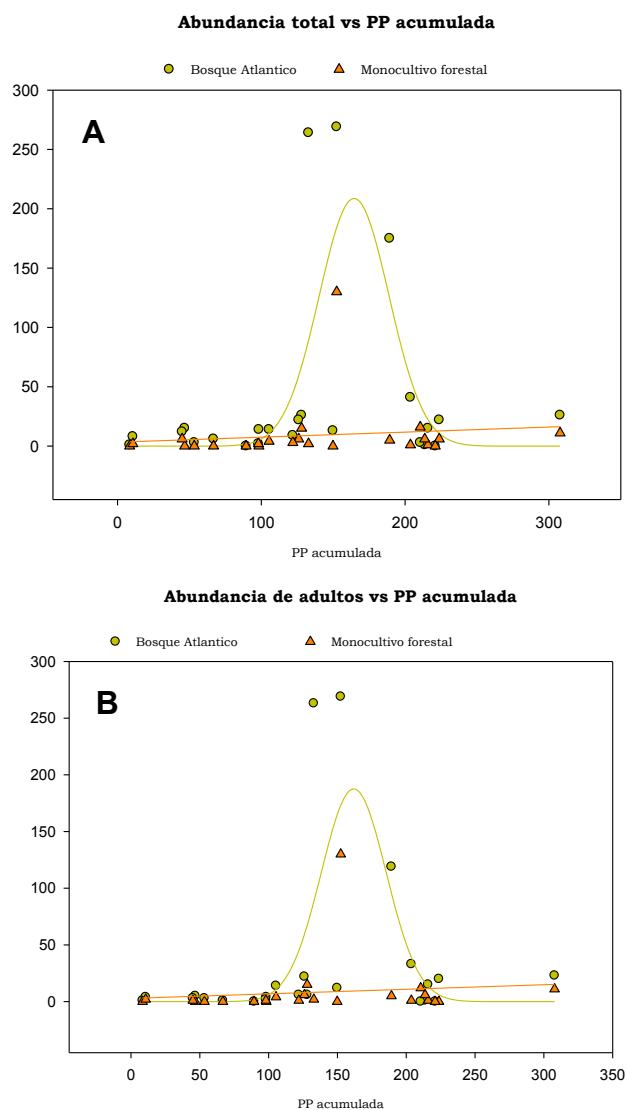 Abundancia total vs PP acumulada
Bosque Atlantico Monocultivo forestal
300
A
250
200
150
100
50
0
0 100 200 300
PP acumulada
Abundancia de adultos vs PP acumulada
Bosque Atlantico Monocultivo forestal
300
B
250
200
150
100
50
0
0 50 100 150 200 250 300 350
PP acumulada